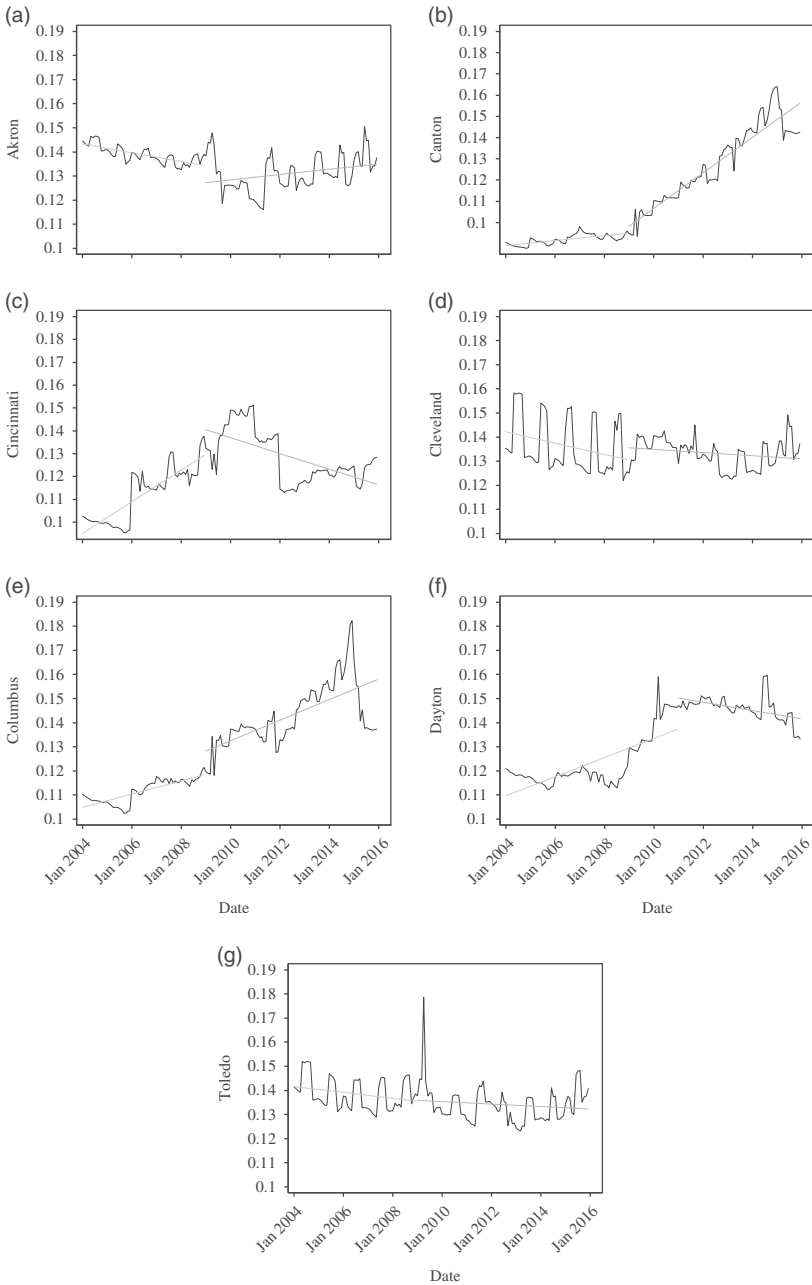 (a)
0.19
0.18
0.17
0.16
0.15
0.14
0.13
0.12
0.11
0.1
Akron
(b)
0.19
0.18
0.17
0.16
0.15
0.14
0.13
0.12
0.11
0.1
Canton
(c)
0.19
0.18
0.17
0.16
0.15
0.14
0.13
0.12
0.11
0.1
Cincinnati
(d)
0.19
0.18
0.17
0.16
0.15
0.14
0.13
0.12
0.11
0.1
Cleveland
(e)
0.19
0.18
0.17
0.16
0.15
0.14
0.13
0.12
0.11
0.1
Columbus
Jan 2004
Jan 2006
Jan 2008
Jan 2010
Jan 2012
Jan 2014
Jan 2016
Date
(f)
0.19
0.18
0.17
0.16
0.15
0.14
0.13
0.12
0.11
0.1
Dayton
Jan 2004
Jan 2006
Jan 2008
Jan 2010
Jan 2012
Jan 2014
Jan 2016
Date
(g)
0.19
0.18
0.17
0.16
0.15
0.14
0.13
0.12
0.11
0.1
Toledo
Jan 2004
Jan 2006
Jan 2008
Jan 2010
Jan 2012
Jan 2014
Jan 2016
Date